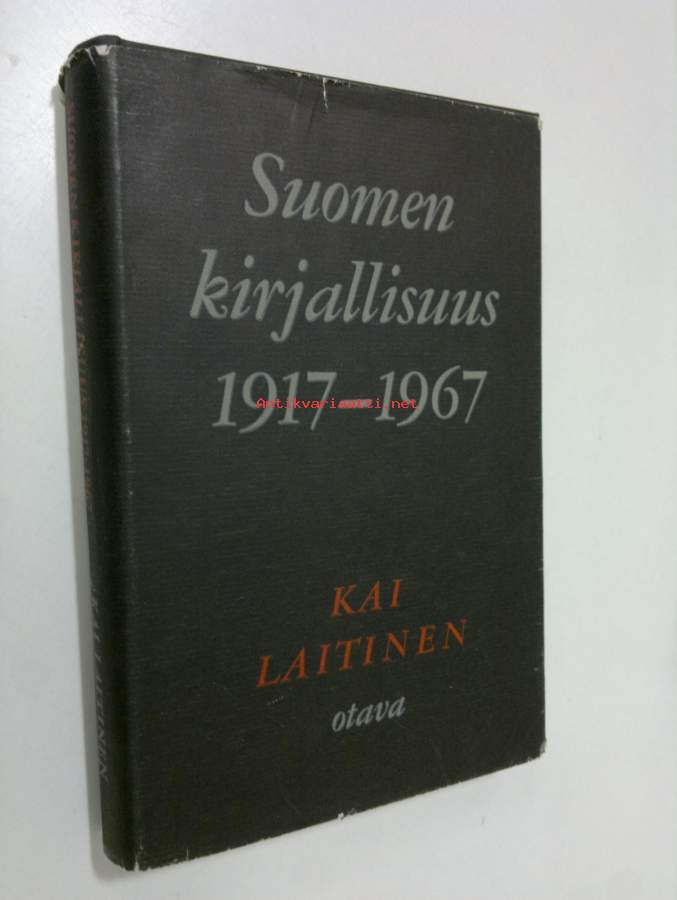 Suomen
kirjallisuus
1917–1967
Antikvariaatti.net
KAI
LAITINEN
otava
SUOMEN KIRJALLISUUS 1917–1967 KAI LAITINEN